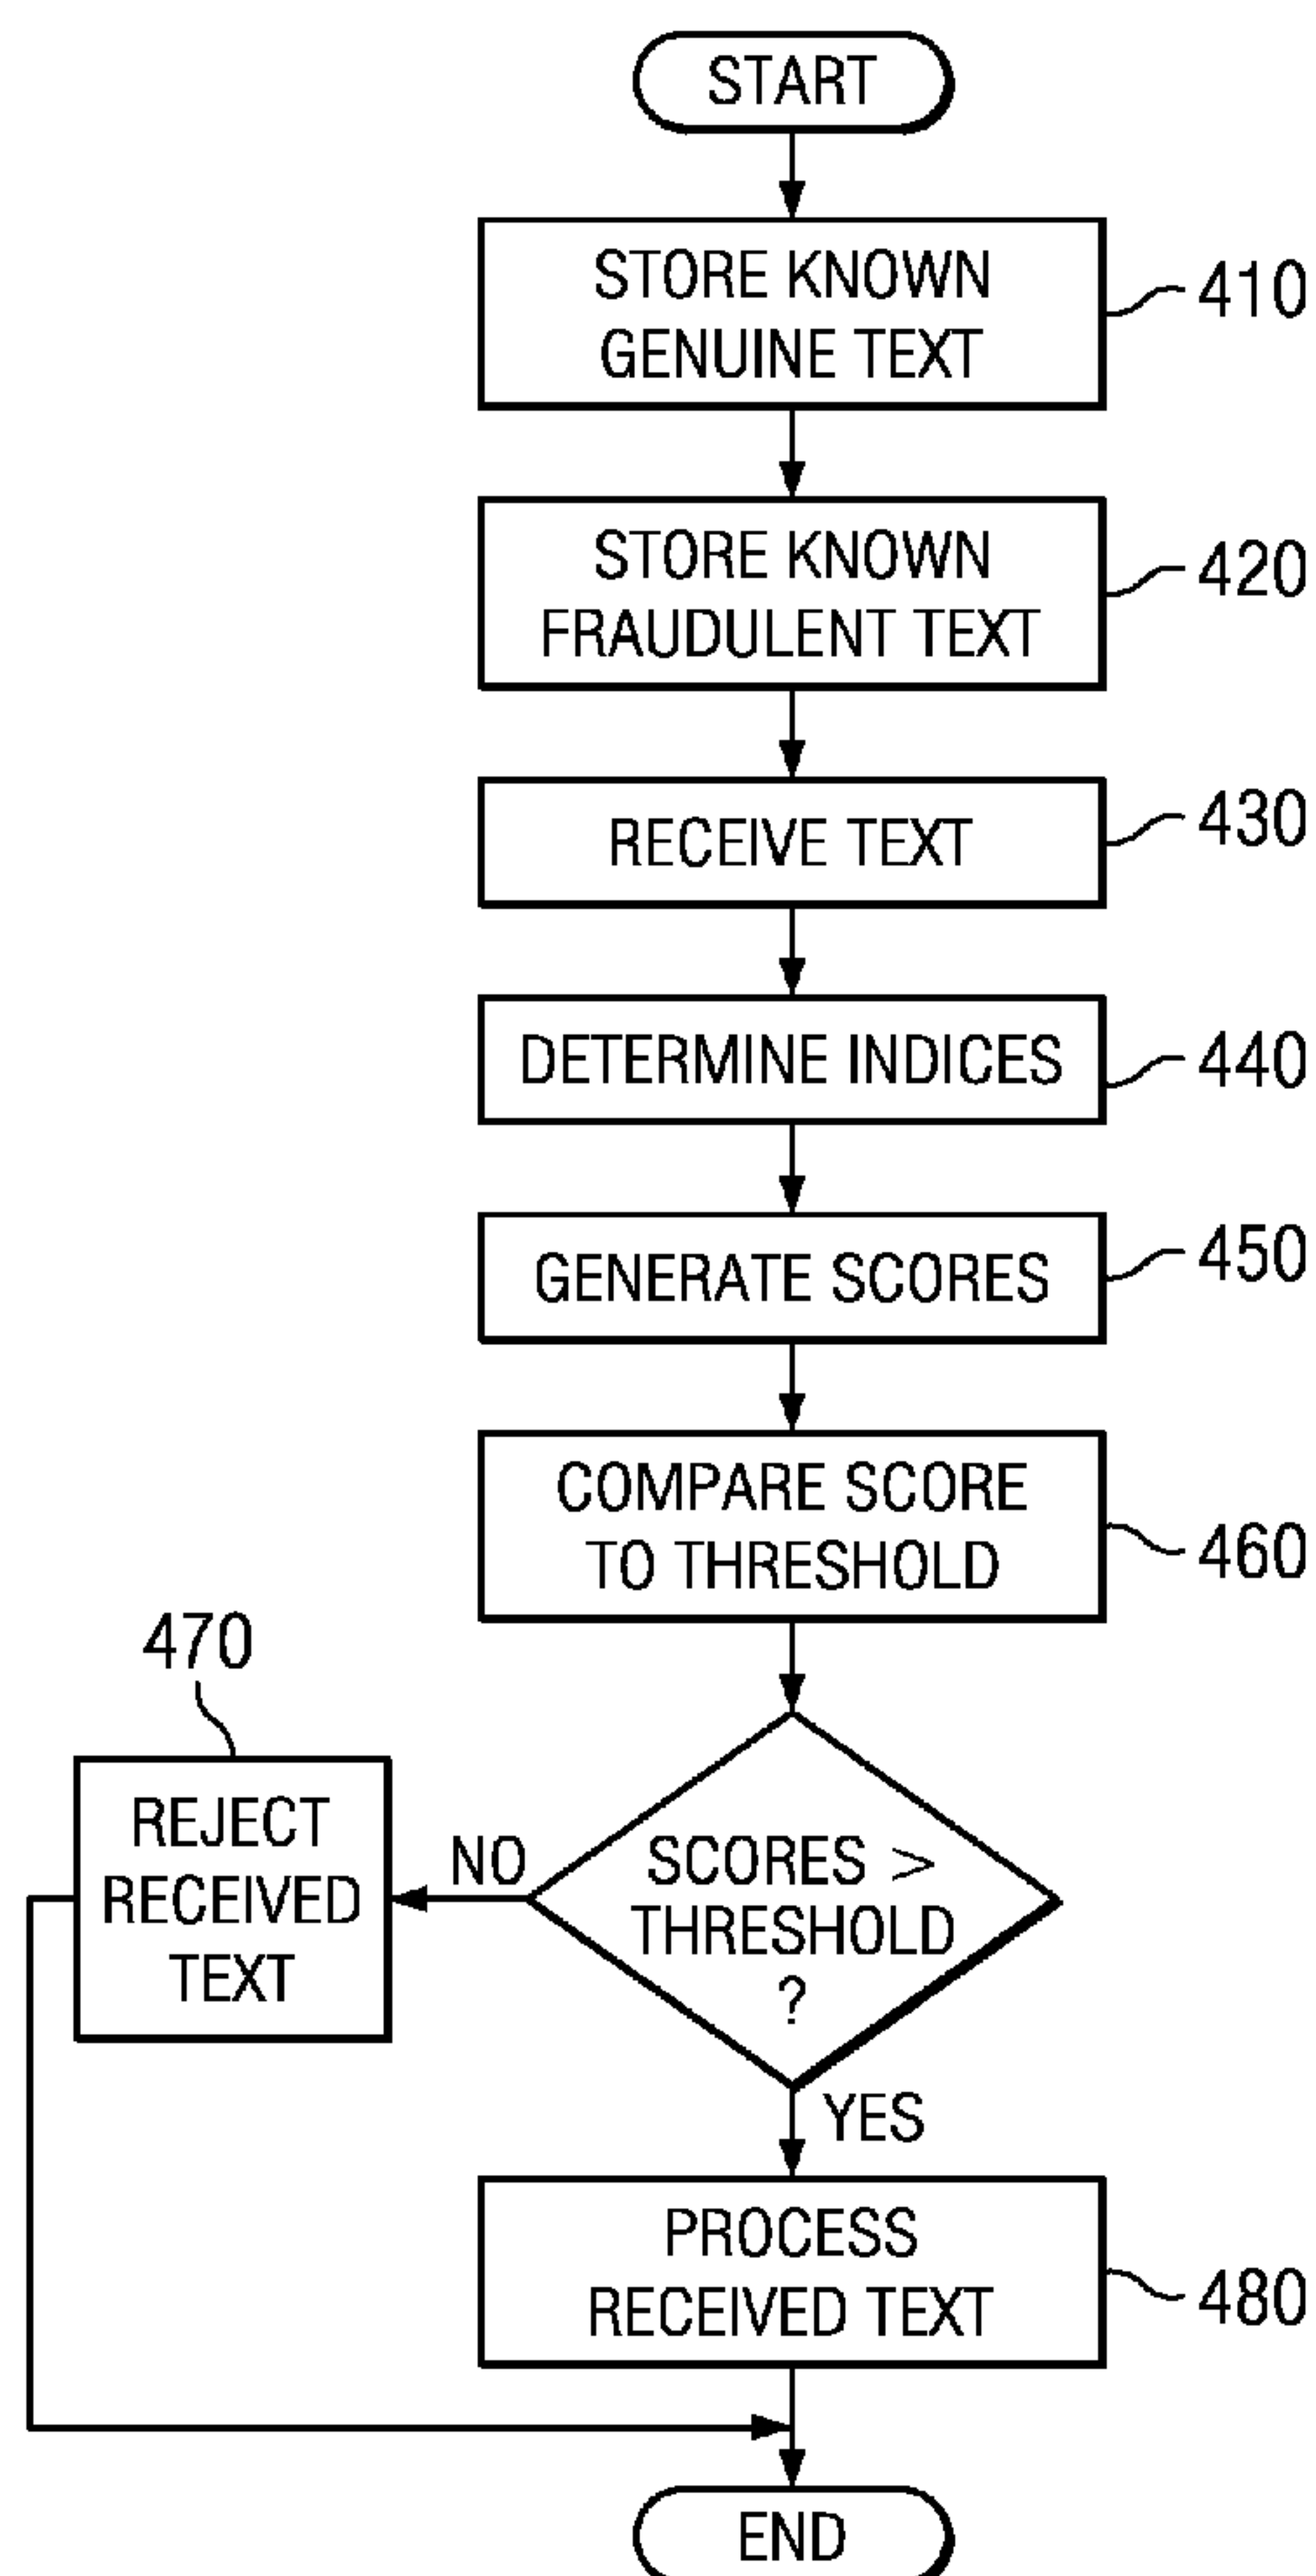 START
STORE KNOWN
GENUINE TEXT
410
STORE KNOWN
FRAUDULENT TEXT
420
RECEIVE TEXT
430
DETERMINE INDICES
440
GENERATE SCORES
450
COMPARE SCORE
TO THRESHOLD
460
470
REJECT
RECEIVED
TEXT
NO
SCORES >
THRESHOLD
?
YES
PROCESS
RECEIVED TEXT
480
END